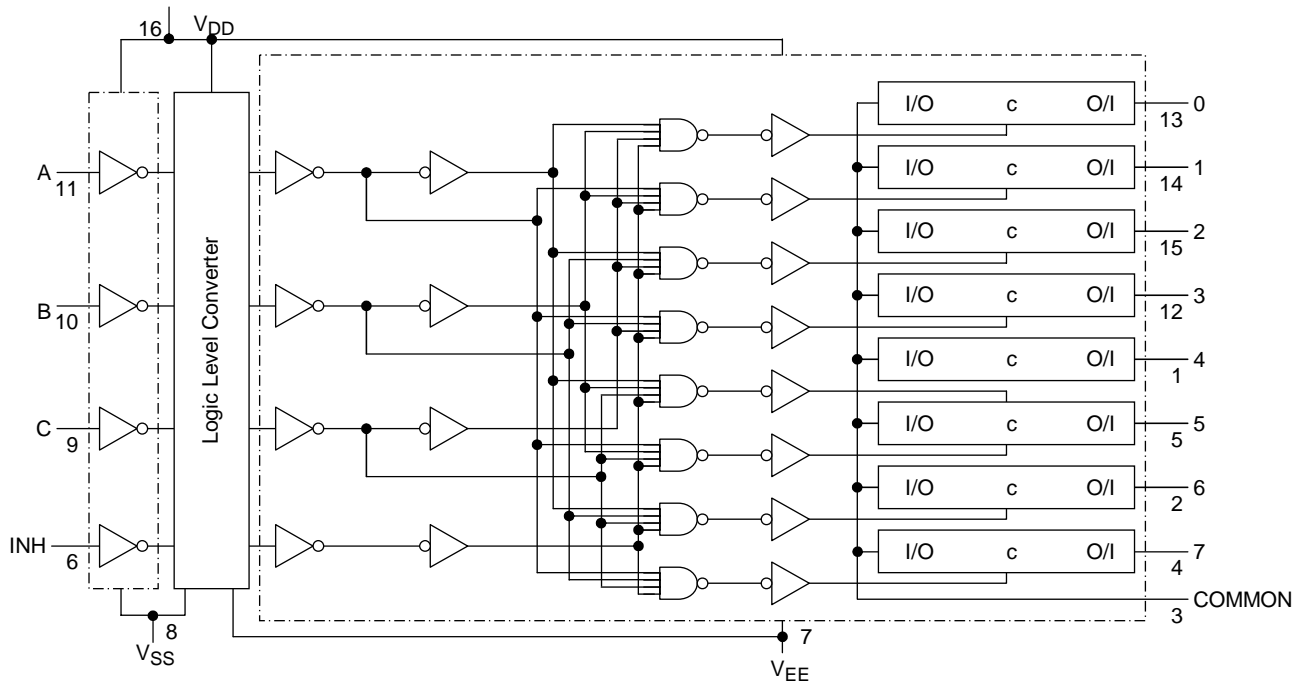 16
VDD
I/O c O/I
0
13
A
11
I/O c O/I
1
14
I/O c O/I
2
15
B
10
I/O c O/I
3
12
Logic Level Converter
I/O c O/I
4
1
C
9
I/O c O/I
5
5
I/O c O/I
6
2
INH
6
I/O c O/I
7
4
COMMON
3
8
VSS
7
VEE